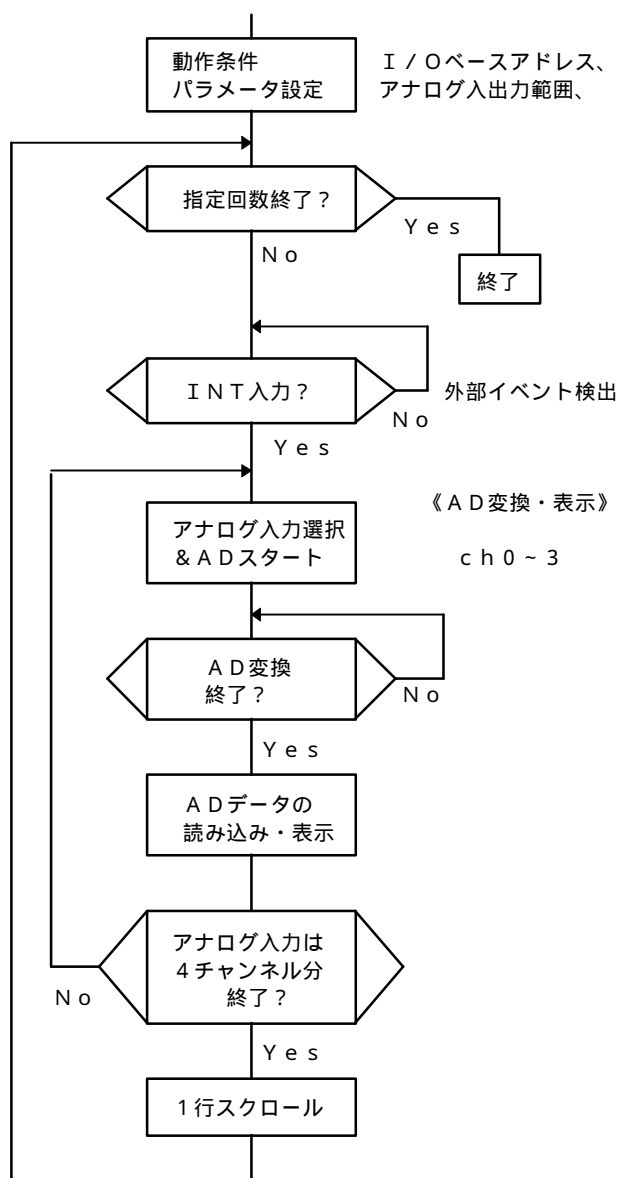 動作条件
パラメータ設定
Ｉ／Ｏベースアドレス、
アナログ入出力範囲、
指定回数終了？
Ｙｅｓ
Ｎｏ
終了
ＩＮＴ入力？
外部イベント検出
Ｎｏ
Ｙｅｓ
アナログ入力選択
＆ＡＤスタート
《ＡＤ変換・表示》
ｃｈ０~３
ＡＤ変換
終了？
Ｎｏ
Ｙｅｓ
ＡＤデータの
読み込み・表示
アナログ入力は
４チャンネル分
終了？
Ｎｏ
Ｙｅｓ
１行スクロール